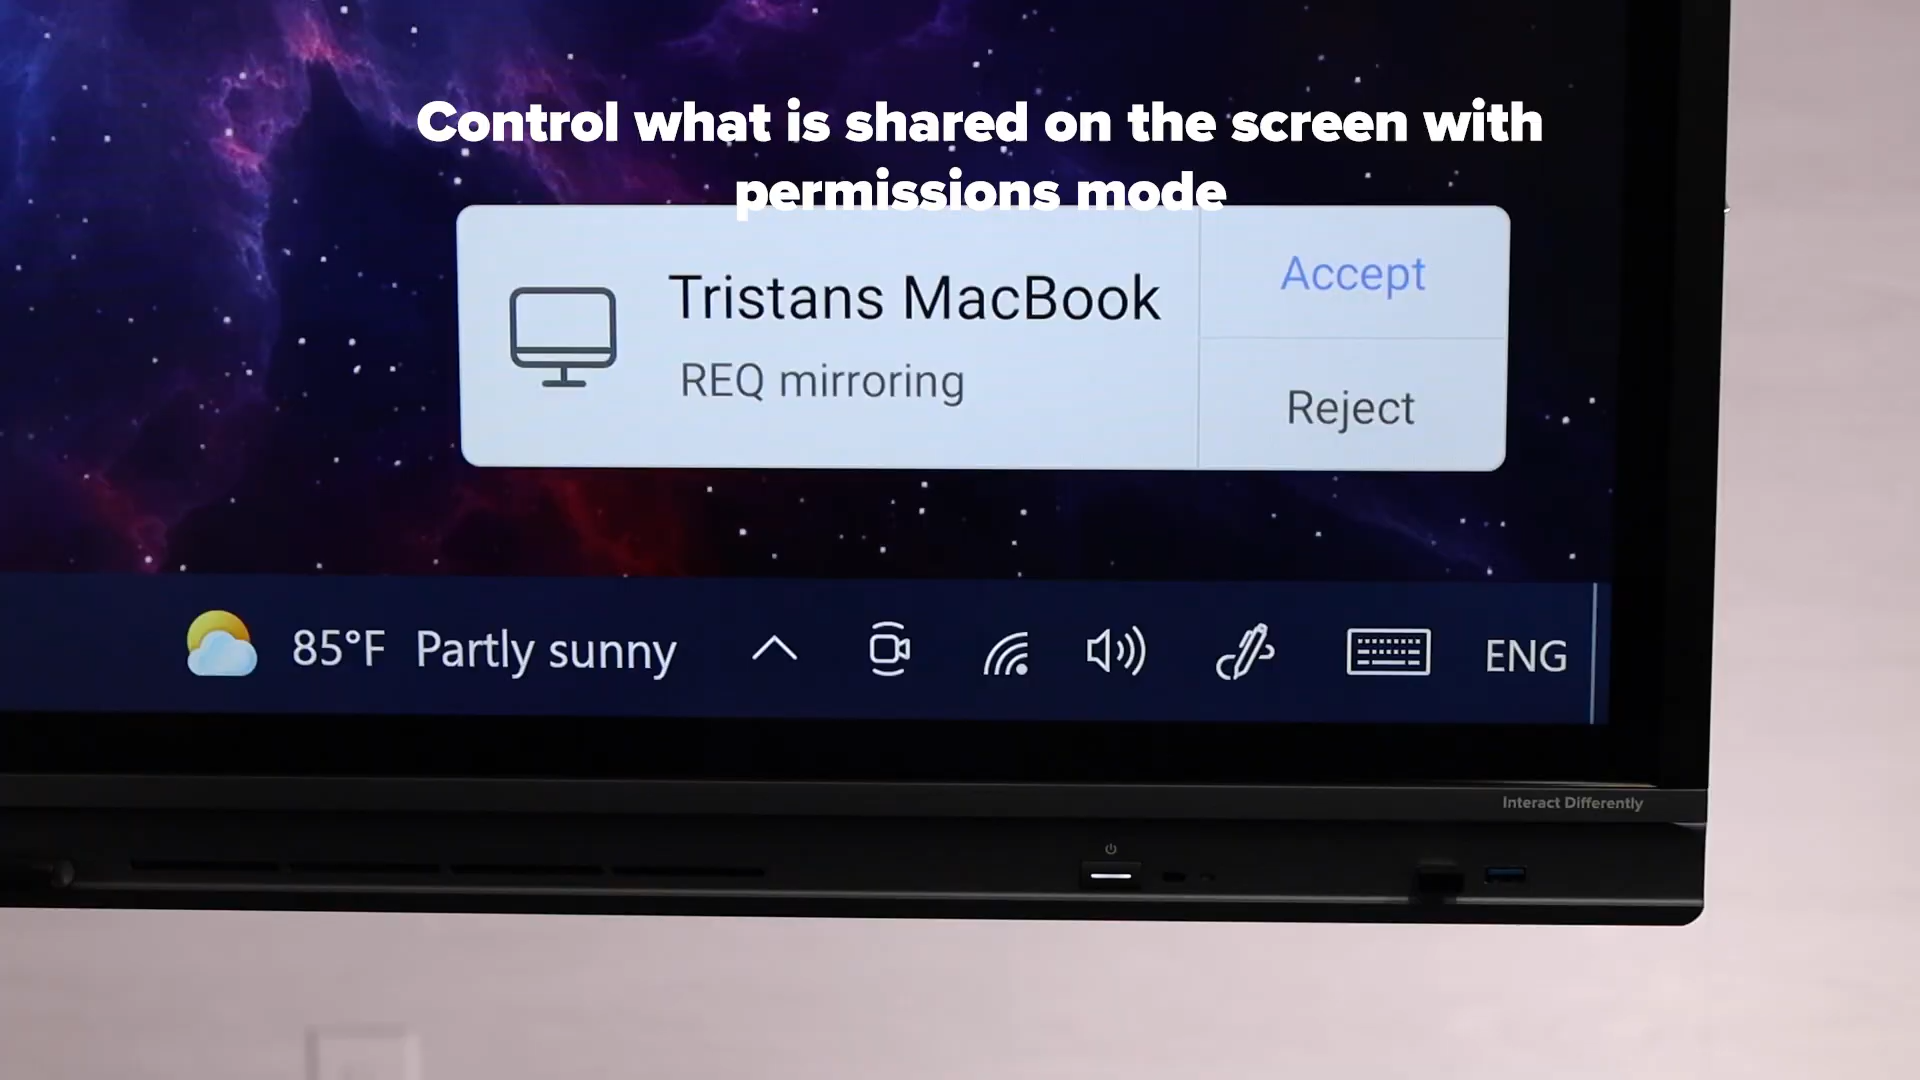 Control what is shared on the screen with
permissions mode
Tristans MacBook
REQ mirroring
Accept
Reject
85°F Partly sunny
ENG
Interact Differently